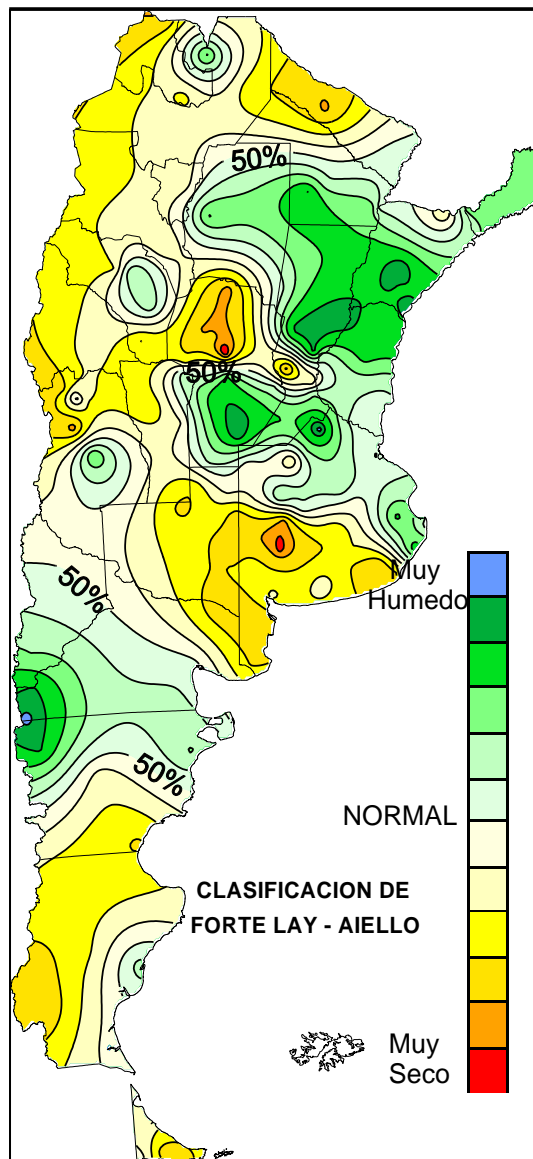 50%
50%
50%
50%
Muy
Humedo
NORMAL
CLASIFICACION DE
FORTE LAY - AIELLO
Muy
Seco